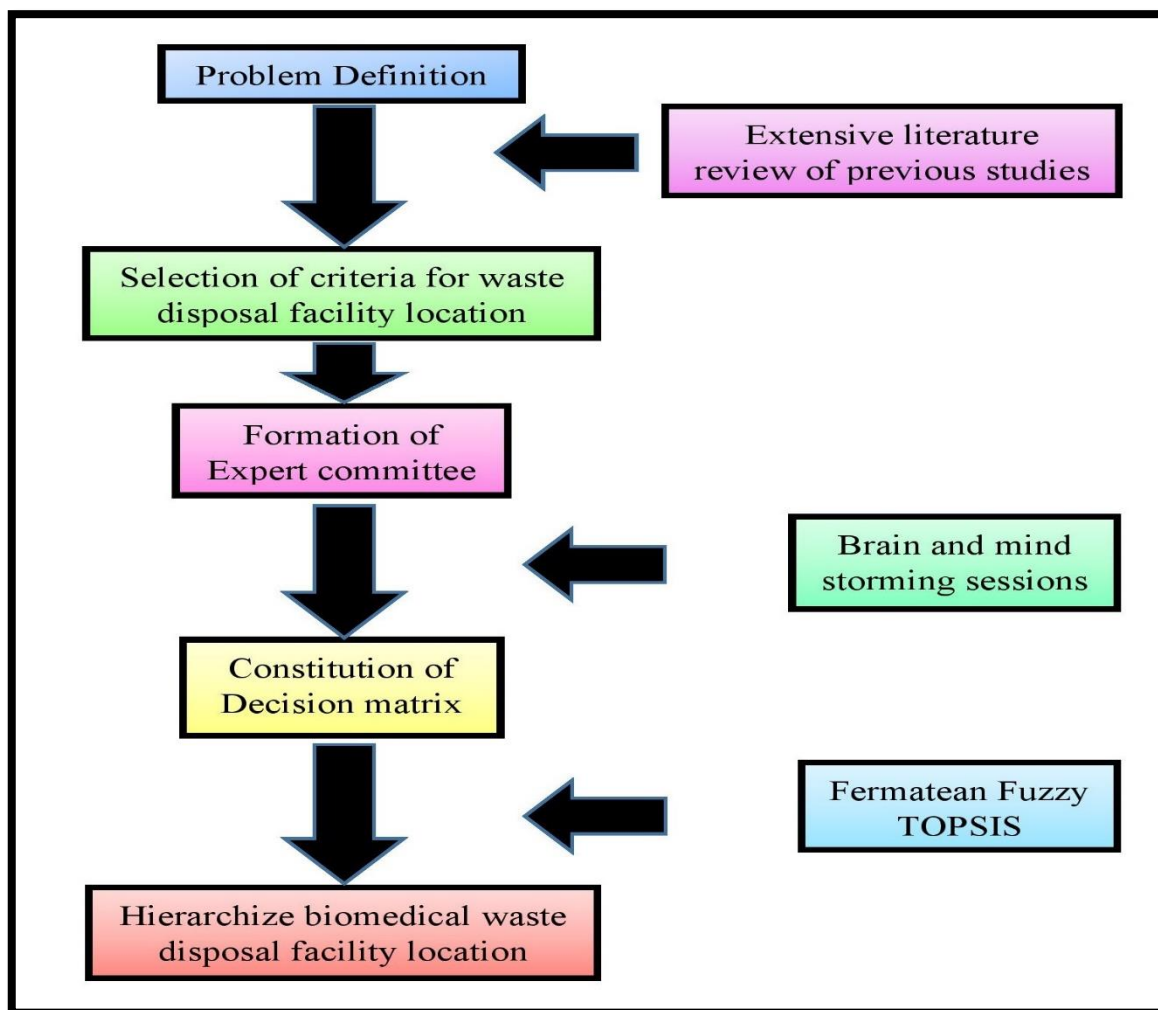 Problem Definition
Extensive literature
review of previous studies
Selection of criteria for waste
disposal facility location
Formation of
Expert committee
Brain and mind
storming sessions
Constitution of
Decision matrix
Fermatean Fuzzy
TOPSIS
Hierarchize biomedical waste
disposal facility location